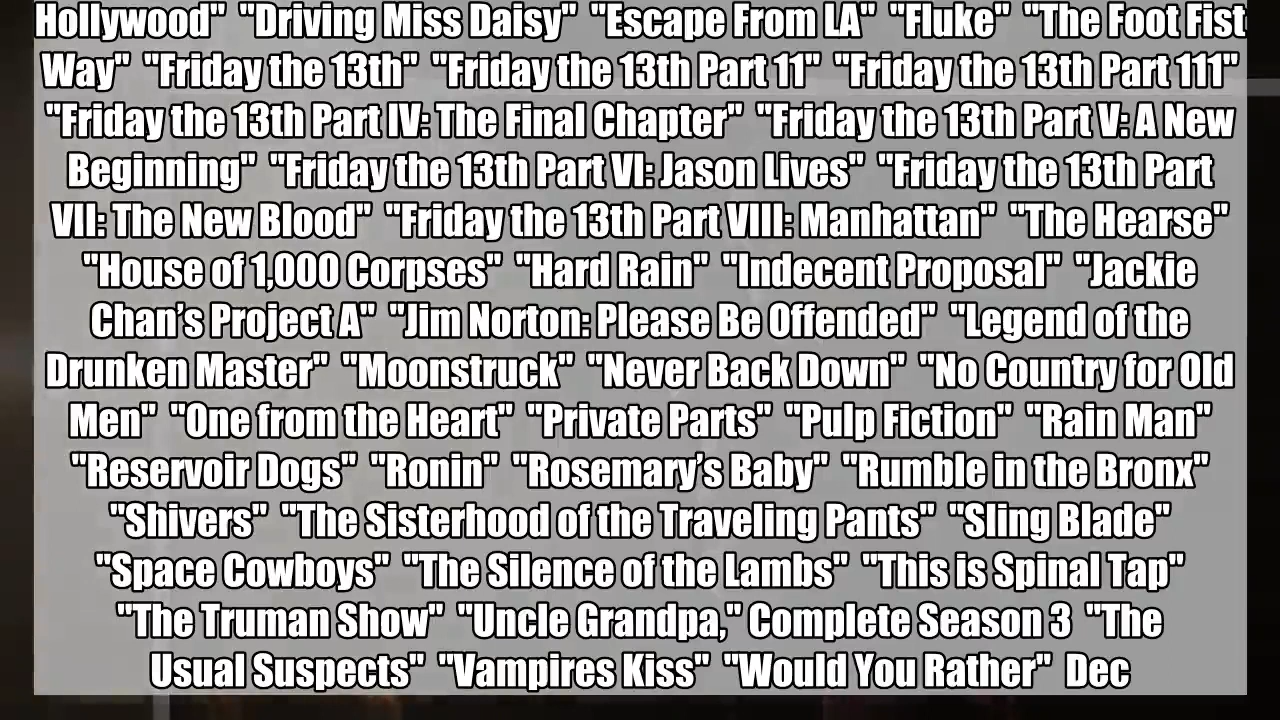 Hollywood" "Driving Miss Daisy" "Escape From LA" "Fluke" "The Foot Fist
Way" "Friday the 13th" "Friday the 13th Part 11" "Friday the 13th Part 111"
"Friday the 13th Part IV: The Final Chapter" "Friday the 13th Part V: A New
Beginning" "Friday the 13th Part VI: Jason Lives" "Friday the 13th Part
VII: The New Blood" "Friday the 13th Part VIII: Manhattan" "The Hearse"
"House of 1,000 Corpses" "Hard Rain" "Indecent Proposal" "Jackie
Chan’s Project A" "Jim Norton: Please Be Offended" "Legend of the
Drunken Master" "Moonstruck" "Never Back Down" "No Country for Old
Men" "One from the Heart" "Private Parts" "Pulp Fiction" "Rain Man"
"Reservoir Dogs" "Ronin" "Rosemary’s Baby" "Rumble in the Bronx"
"Shivers" "The Sisterhood of the Traveling Pants" "Sling Blade"
"Space Cowboys" "The Silence of the Lambs" "This is Spinal Tap"
"The Truman Show" "Uncle Grandpa," Complete Season 3 "The
Usual Suspects" "Vampires Kiss" "Would You Rather" Dec